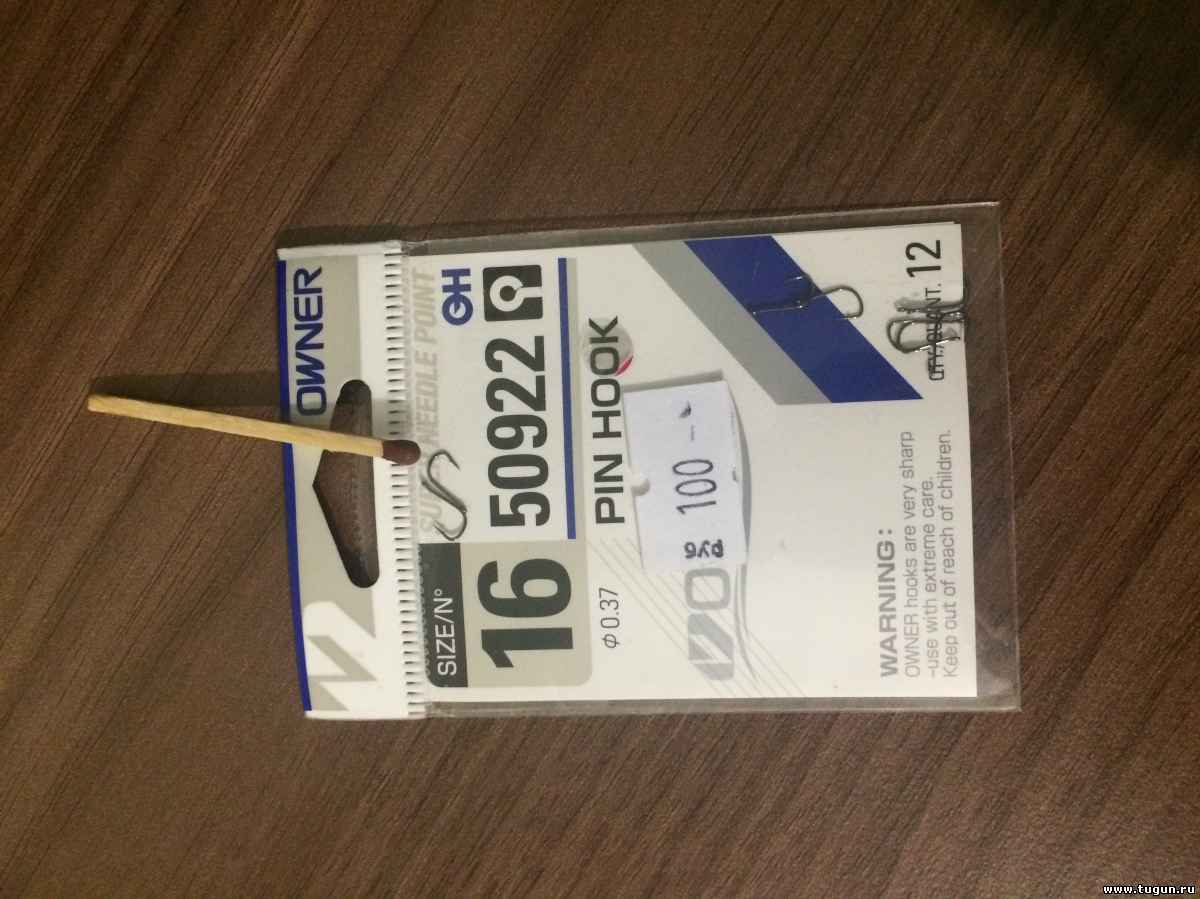 OWNER
SUPER NEEDLE POINT
SIZE/N°
16
50922
PIN HOOK
φ 0.37
Руб 100 –
WARNING:
OWNER hooks are very sharp
-use with extreme care.
Keep out of reach of children.
QTY./QUANT. 12
www.tugun.ru